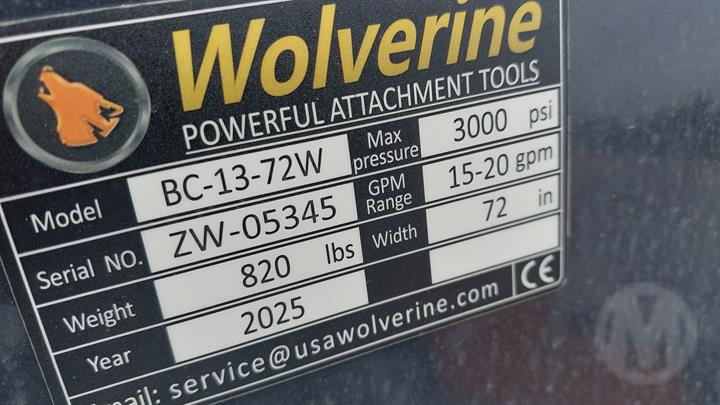 Wolverine
POWERFUL ATTACHMENT TOOLS
Model BC-13-72W Max pressure 3000 psi
Serial NO. ZW-05345 GPM Range 15-20 gpm
Weight 820 lbs Width 72 in
Year 2025 CE
mail: service@usawolverine.com
M